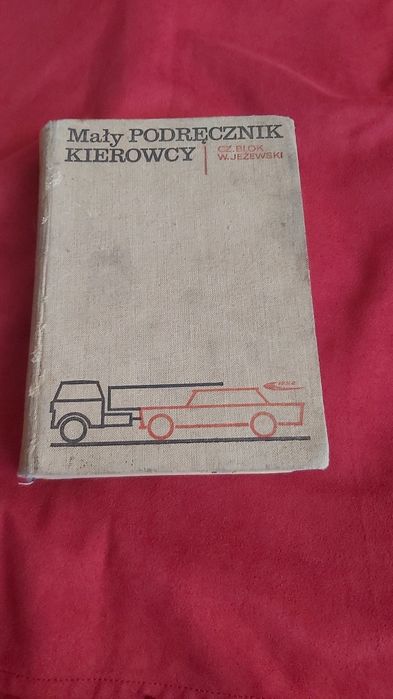 Mały PODRĘCZNIK
KIEROWCY
CZ. BLOK
W. JEŻEWSKI